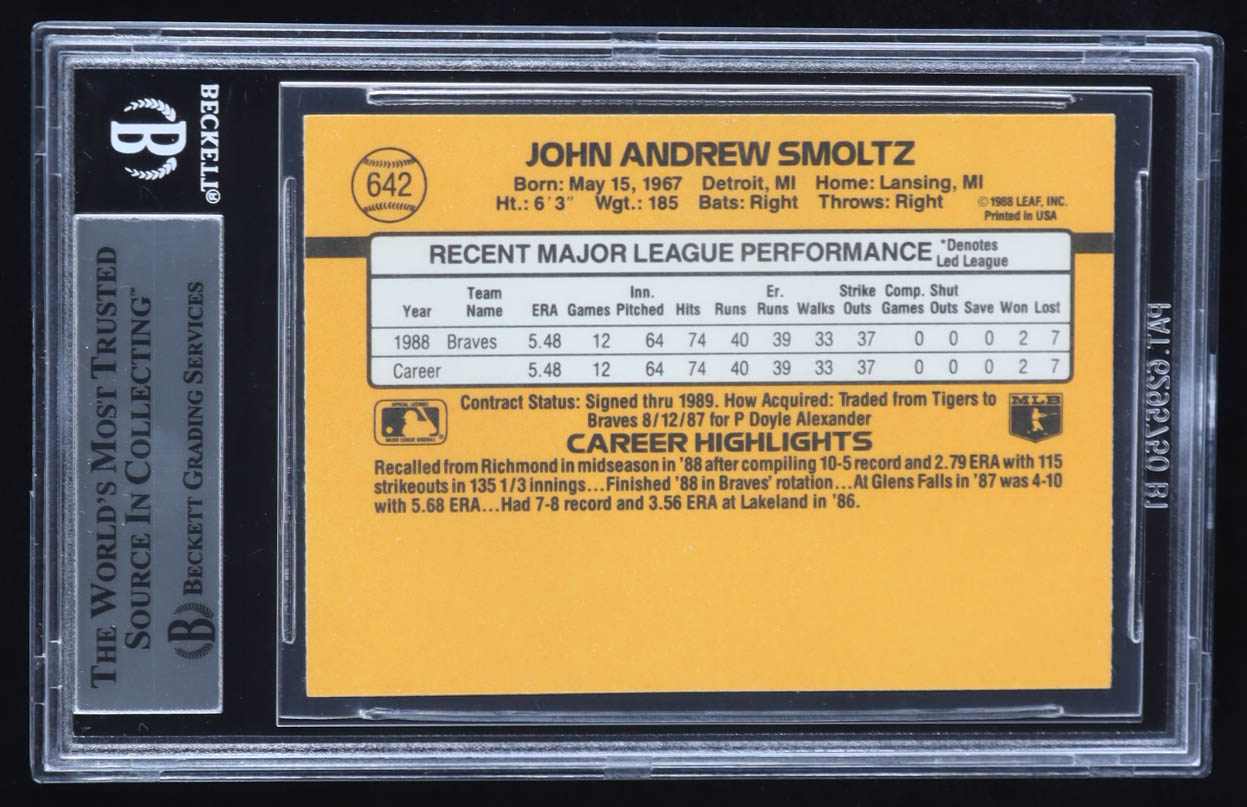 BECKETT®
THE WORLD'S MOST TRUSTED
SOURCE IN COLLECTING™
BECKETT GRADING SERVICES
642
JOHN ANDREW SMOLTZ
Born: May 15, 1967 Detroit, MI Home: Lansing, MI
Ht.: 6'3" Wgt.: 185 Bats: Right Throws: Right
©1988 LEAF, INC.
Printed in USA
RECENT MAJOR LEAGUE PERFORMANCE *Denotes Led League
Year Team Name ERA Games Inn. Pitched Hits Runs Er. Runs Walks Strike Outs Comp. Games Shut Outs Save Won Lost
1988 Braves 5.48 12 64 74 40 39 33 37 0 0 0 2 7
Career 5.48 12 64 74 40 39 33 37 0 0 0 2 7
Contract Status: Signed thru 1989. How Acquired: Traded from Tigers to
Braves 8/12/87 for P Doyle Alexander
MLB
CAREER HIGHLIGHTS
Recalled from Richmond in midseason in '88 after compiling 10-5 record and 2.79 ERA with 115
strikeouts in 135 1/3 innings...Finished '88 in Braves' rotation...At Glens Falls in '87 was 4-10
with 5.68 ERA...Had 7-8 record and 3.56 ERA at Lakeland in '86.